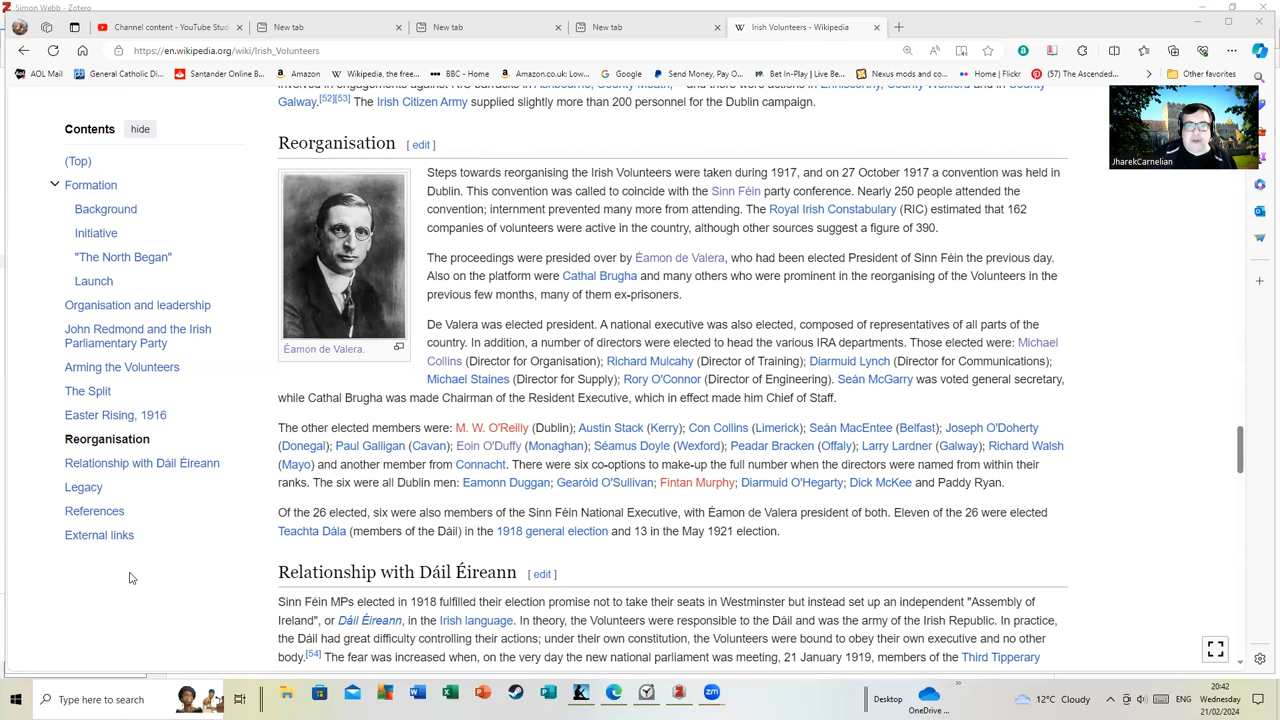 Simon Webb - Zotero
Channel content - YouTube Stud
New tab
New tab
New tab
Irish Volunteers - Wikipedia
https://en.wikipedia.org/wiki/Irish_Volunteers
AOL Mail
General Catholic Di...
Santander Online B...
Amazon
Wikipedia, the free...
BBC - Home
Amazon.co.uk: Low...
Google
Send Money, Pay O...
Bet In-Play | Live Be...
Nexus mods and co...
Home | Flickr
(57) The Ascended...
Other favorites
Galway.[52][53] The Irish Citizen Army supplied slightly more than 200 personnel for the Dublin campaign.
JharekCarnelian
Contents hide
(Top)
Formation
Background
Initiative
"The North Began"
Launch
Organisation and leadership
John Redmond and the Irish
Parliamentary Party
Arming the Volunteers
The Split
Easter Rising, 1916
Reorganisation
Relationship with Dáil Éireann
Legacy
References
External links
Reorganisation [ edit ]
Éamon de Valera.
Steps towards reorganising the Irish Volunteers were taken during 1917, and on 27 October 1917 a convention was held in
Dublin. This convention was called to coincide with the Sinn Féin party conference. Nearly 250 people attended the
convention; internment prevented many more from attending. The Royal Irish Constabulary (RIC) estimated that 162
companies of volunteers were active in the country, although other sources suggest a figure of 390.
The proceedings were presided over by Éamon de Valera, who had been elected President of Sinn Féin the previous day.
Also on the platform were Cathal Brugha and many others who were prominent in the reorganising of the Volunteers in the
previous few months, many of them ex-prisoners.
De Valera was elected president. A national executive was also elected, composed of representatives of all parts of the
country. In addition, a number of directors were elected to head the various IRA departments. Those elected were: Michael
Collins (Director for Organisation); Richard Mulcahy (Director of Training); Diarmuid Lynch (Director for Communications);
Michael Staines (Director for Supply); Rory O'Connor (Director of Engineering). Seán McGarry was voted general secretary,
while Cathal Brugha was made Chairman of the Resident Executive, which in effect made him Chief of Staff.
The other elected members were: M. W. O'Reilly (Dublin); Austin Stack (Kerry); Con Collins (Limerick); Seán MacEntee (Belfast); Joseph O'Doherty
(Donegal); Paul Galligan (Cavan); Eoin O'Duffy (Monaghan); Séamus Doyle (Wexford); Peadar Bracken (Offaly); Larry Lardner (Galway); Richard Walsh
(Mayo) and another member from Connacht. There were six co-options to make-up the full number when the directors were named from within their
ranks. The six were all Dublin men: Eamonn Duggan; Gearóid O'Sullivan; Fintan Murphy; Diarmuid O'Hegarty; Dick McKee and Paddy Ryan.
Of the 26 elected, six were also members of the Sinn Féin National Executive, with Éamon de Valera president of both. Eleven of the 26 were elected
Teachta Dála (members of the Dáil) in the 1918 general election and 13 in the May 1921 election.
Relationship with Dáil Éireann [ edit ]
Sinn Féin MPs elected in 1918 fulfilled their election promise not to take their seats in Westminster but instead set up an independent "Assembly of
Ireland", or Dáil Éireann, in the Irish language. In theory, the Volunteers were responsible to the Dáil and was the army of the Irish Republic. In practice,
the Dáil had great difficulty controlling their actions; under their own constitution, the Volunteers were bound to obey their own executive and no other
body.[54] The fear was increased when, on the very day the new national parliament was meeting, 21 January 1919, members of the Third Tipperary
Type here to search
Desktop
OneDrive ...
12°C Cloudy
ENG
20:42
Wednesday
21/02/2024